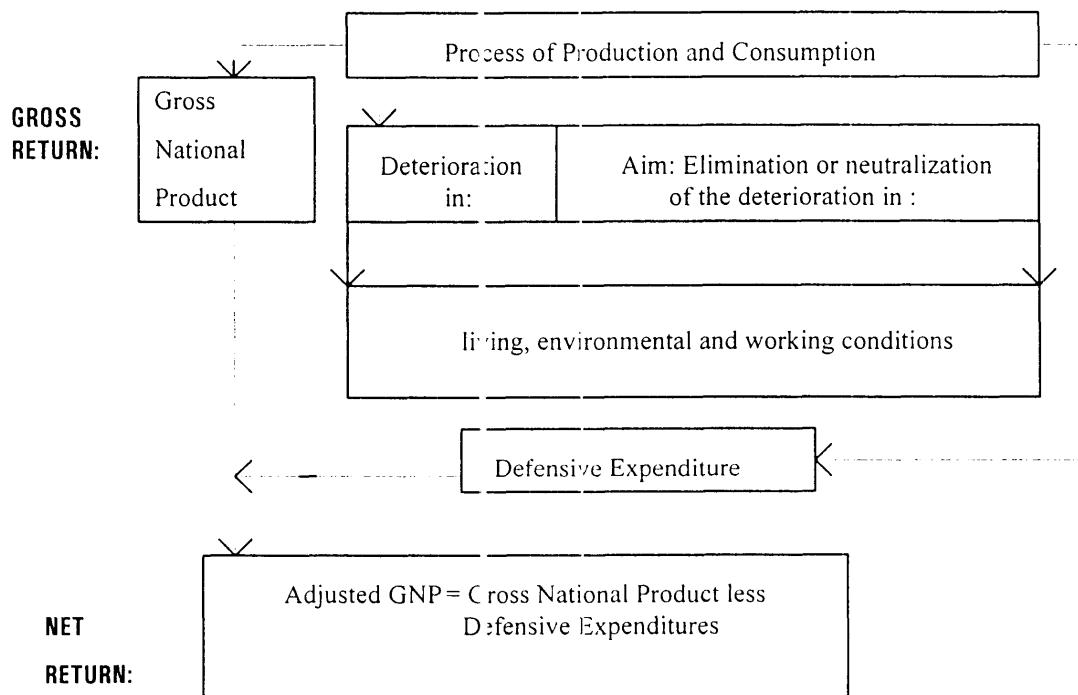 Process of Production and Consumption
GROSS
RETURN:
Gross
National
Product
Deterioration
in:
Aim: Elimination or neutralization
of the deterioration in :
living, environmental and working conditions
Defensive Expenditure
Adjusted GNP = Gross National Product less
Defensive Expenditures
NET
RETURN: